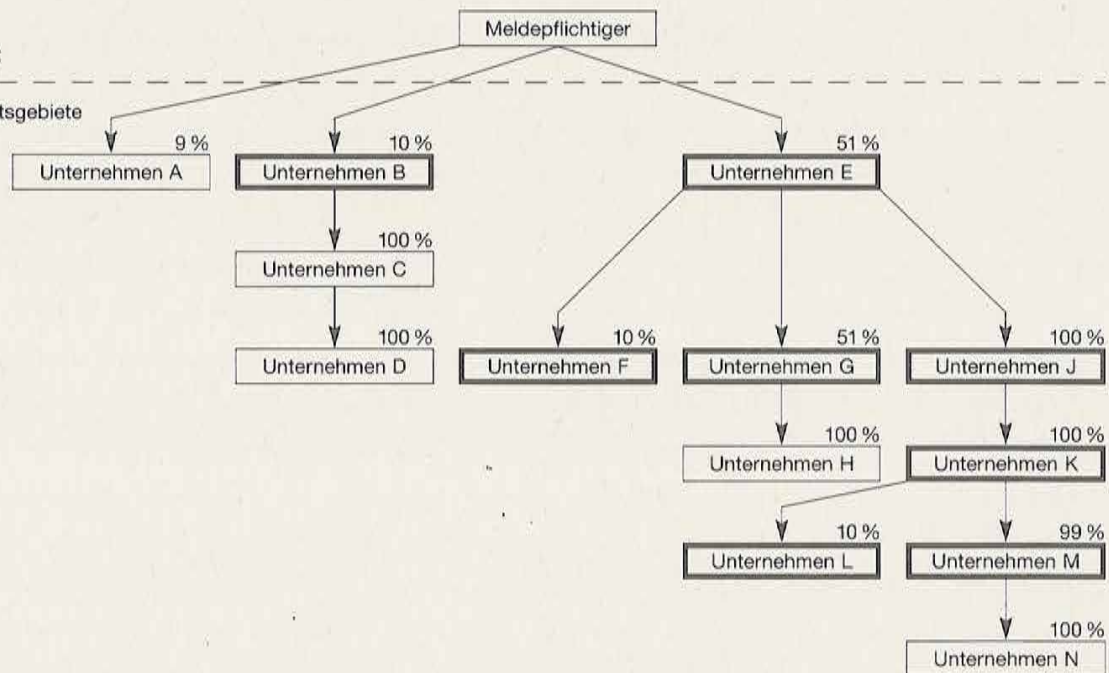 Meldepflichtiger
tsgebiete
9 %
10 %
51 %
Unternehmen A
Unternehmen B
Unternehmen E
100 %
Unternehmen C
100 %
10 %
51 %
100 %
Unternehmen D
Unternehmen F
Unternehmen G
Unternehmen J
100 %
100 %
Unternehmen H
Unternehmen K
10 %
99 %
Unternehmen L
Unternehmen M
100 %
Unternehmen N